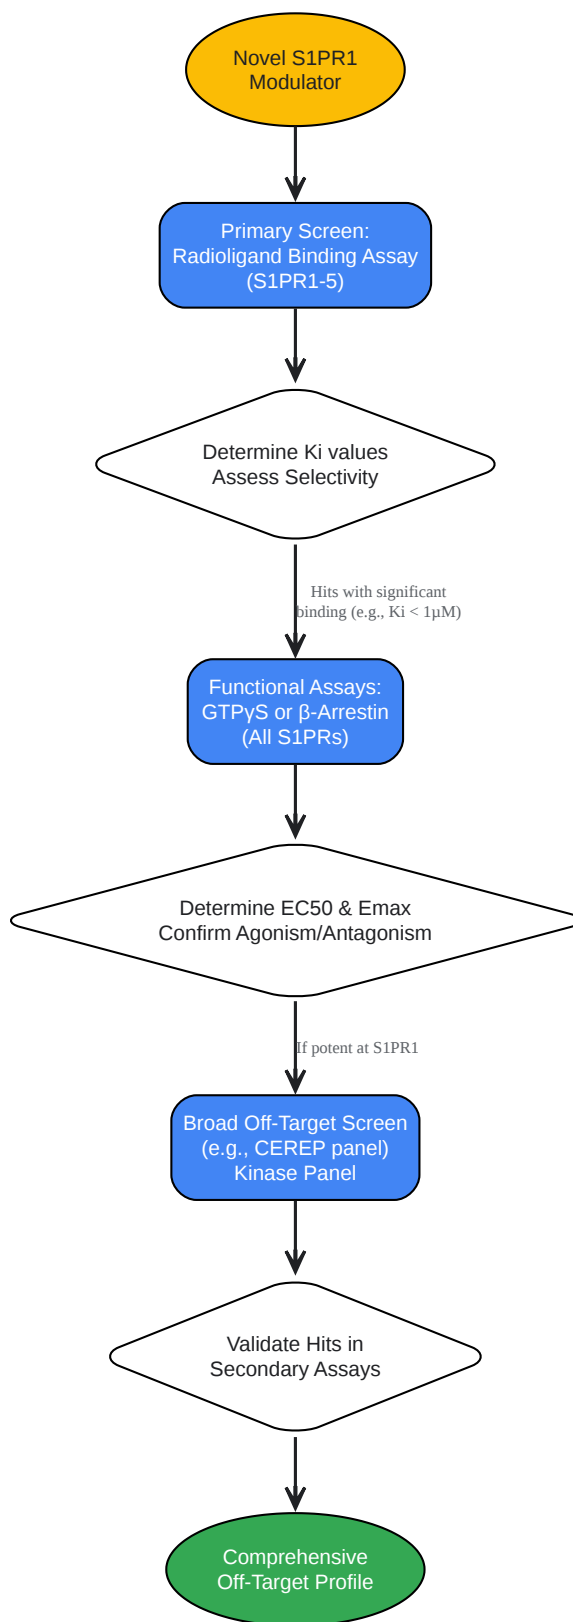 Novel S1PR1
Modulator
Primary Screen:
Radioligand Binding Assay
(S1PR1-5)
Determine Ki values
Assess Selectivity
Hits with significant
binding (e.g., Ki < 1µM)
Functional Assays:
GTPγS or β-Arrestin
(All S1PRs)
Determine EC50 & Emax
Confirm Agonism/Antagonism
If potent at S1PR1
Broad Off-Target Screen
(e.g., CEREP panel)
Kinase Panel
Validate Hits in
Secondary Assays
Comprehensive
Off-Target Profile